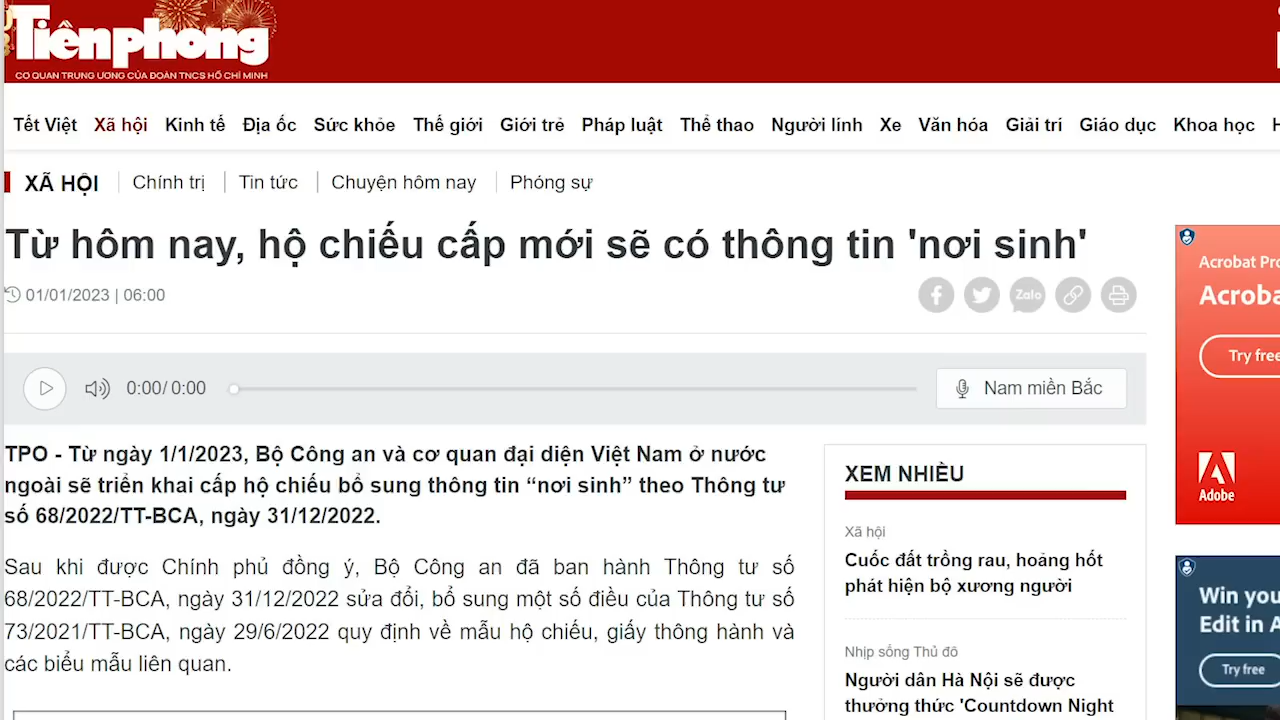 Tiền phong
CƠ QUAN TRUNG ƯƠNG CỦA ĐOÀN TNCS HỒ CHÍ MINH
Tết Việt Xã hội Kinh tế Địa ốc Sức khỏe Thế giới Giới trẻ Pháp luật Thể thao Người lính Xe Văn hóa Giải trí Giáo dục Khoa học
XÃ HỘI Chính trị Tin tức Chuyện hôm nay Phóng sự
Từ hôm nay, hộ chiếu cấp mới sẽ có thông tin 'nơi sinh'
01/01/2023 | 06:00
Zalo
0:00/ 0:00
Nam miền Bắc
TPO - Từ ngày 1/1/2023, Bộ Công an và cơ quan đại diện Việt Nam ở nước
ngoài sẽ triển khai cấp hộ chiếu bổ sung thông tin “nơi sinh” theo Thông tư
số 68/2022/TT-BCA, ngày 31/12/2022.
Sau khi được Chính phủ đồng ý, Bộ Công an đã ban hành Thông tư số
68/2022/TT-BCA, ngày 31/12/2022 sửa đổi, bổ sung một số điều của Thông tư số
73/2021/TT-BCA, ngày 29/6/2022 quy định về mẫu hộ chiếu, giấy thông hành và
các biểu mẫu liên quan.
XEM NHIỀU
Xã hội
Cuốc đất trồng rau, hoảng hốt
phát hiện bộ xương người
Nhịp sống Thủ đô
Người dân Hà Nội sẽ được
thưởng thức 'Countdown Night
Acrobat Pro
Acroba
Try free
Adobe
Win you
Edit in A
Try free